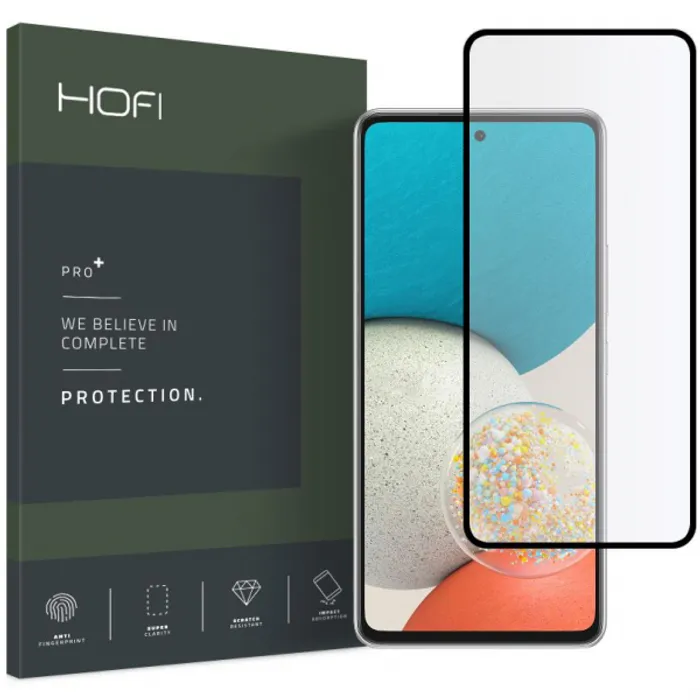 HOFI
PRO+
WE BELIEVE IN
COMPLETE
PROTECTION.
ANTI
FINGERPRINT
SUPER
CLARITY
SCRATCH
RESISTANT
IMPACT
ABSORPTION